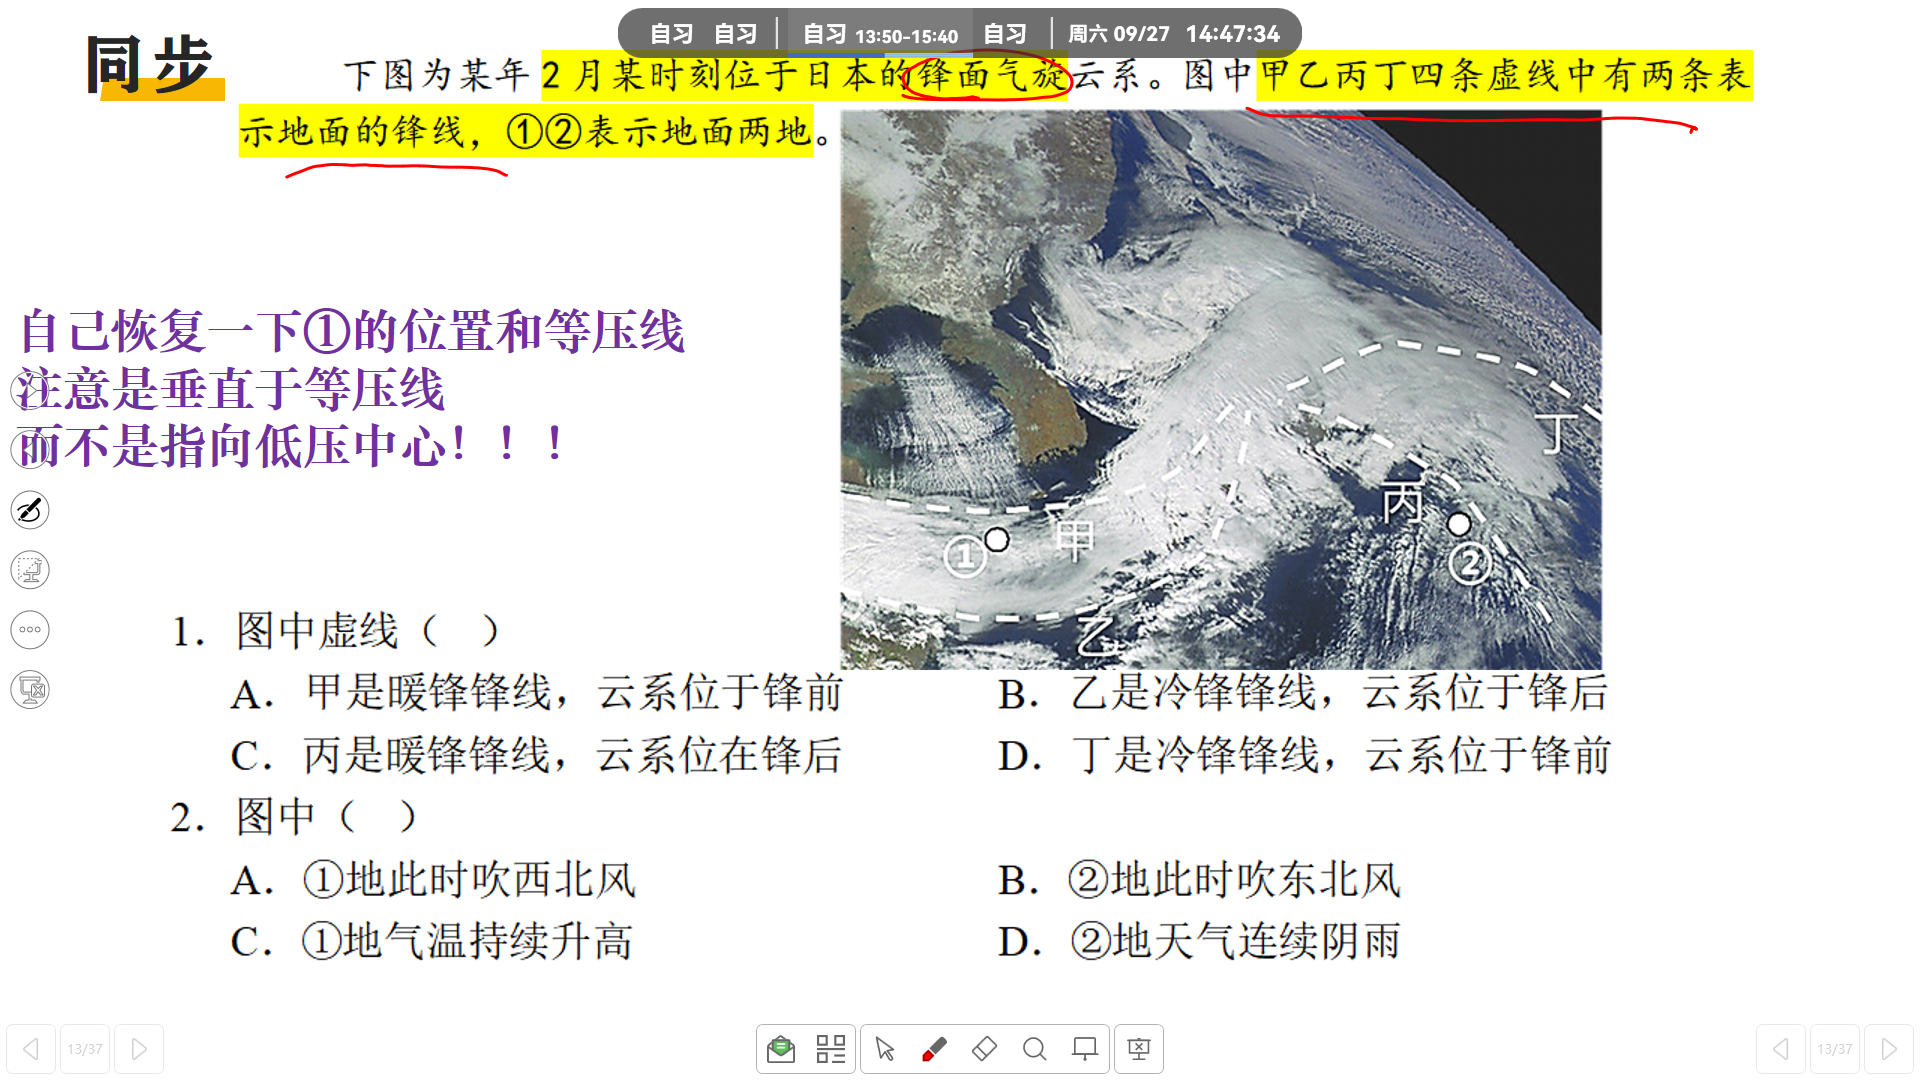 自习 自习 自习 13:50-15:40 自习 周六 09/27 14:47:34
同步
下图为某年 2 月某时刻位于日本的锋面气旋云系。图中甲乙丙丁四条虚线中有两条表
示地面的锋线，①②表示地面两地。
自己恢复一下①的位置和等压线
注意是垂直于等压线
而不是指向低压中心！！！
丁
丙
甲
①
②
乙
1. 图中虚线（ ）
A. 甲是暖锋锋线，云系位于锋前
B. 乙是冷锋锋线，云系位于锋后
C. 丙是暖锋锋线，云系位在锋后
D. 丁是冷锋锋线，云系位于锋前
2. 图中（ ）
A. ①地此时吹西北风
B. ②地此时吹东北风
C. ①地气温持续升高
D. ②地天气连续阴雨
13/37
13/37